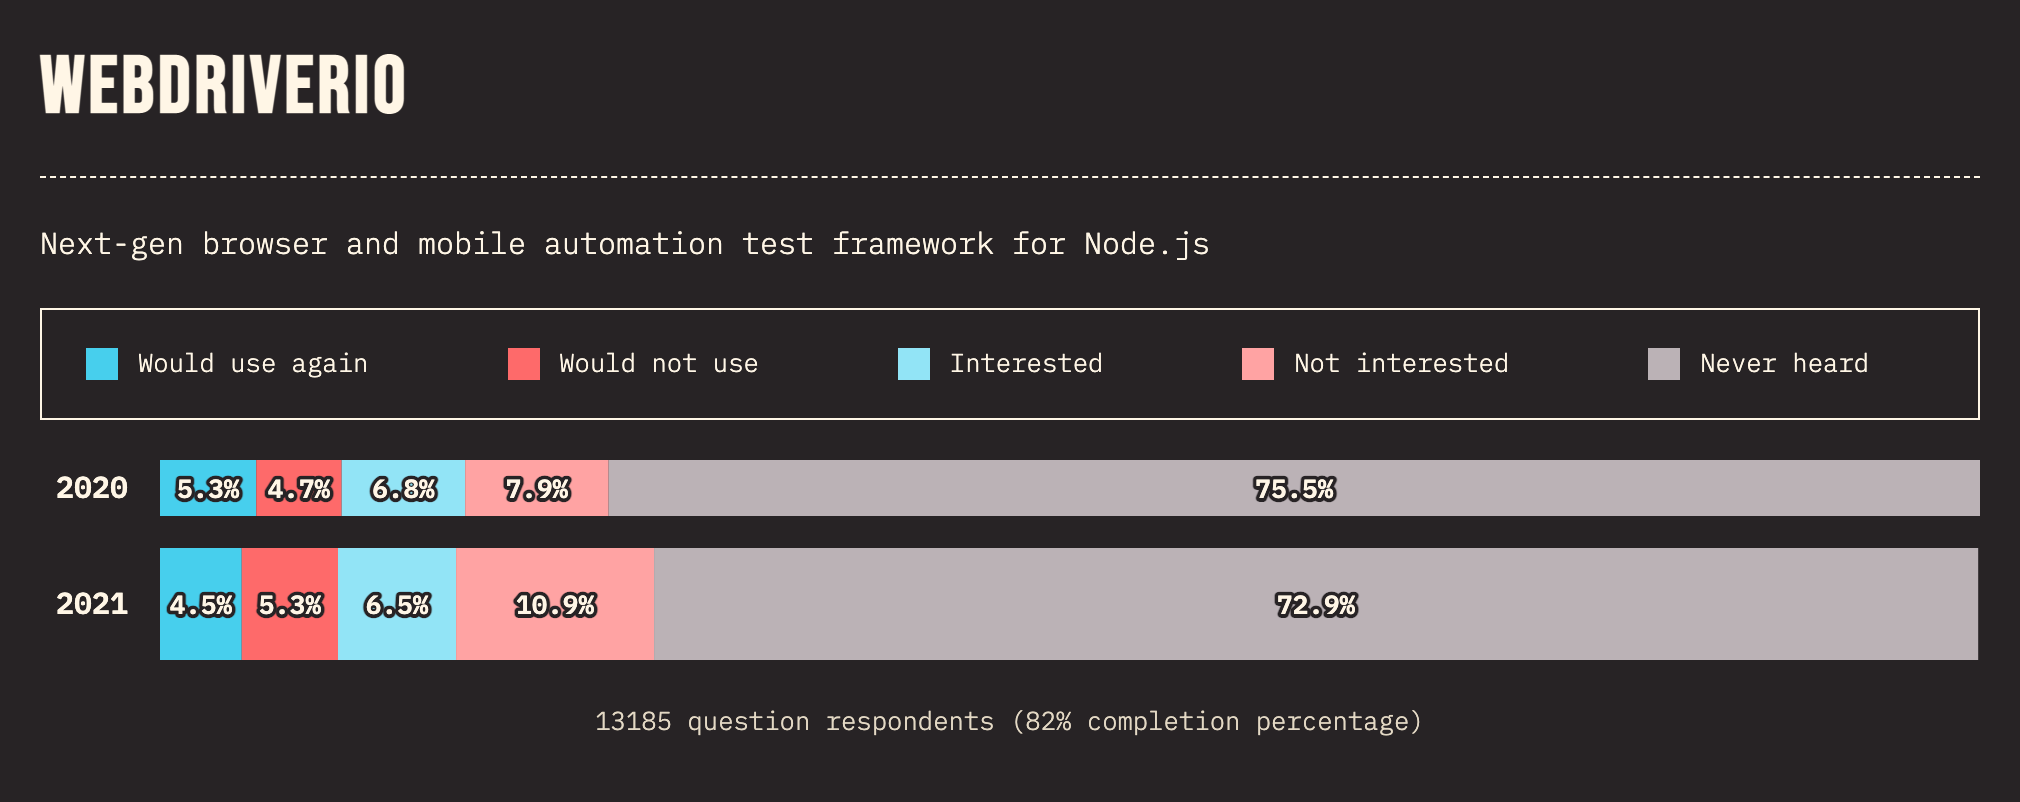 WEBDRIVERIO
Next-gen browser and mobile automation test framework for Node.js
Would use again Would not use Interested Not interested Never heard
2020 5.3% 4.7% 6.8% 7.9% 75.5%
2021 4.5% 5.3% 6.5% 10.9% 72.9%
13185 question respondents (82% completion percentage)